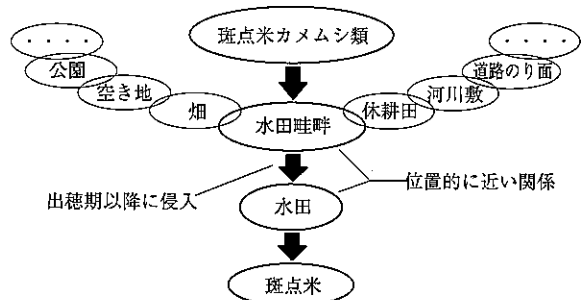 ・・・・
斑点米カメムシ類
・・・・
公園
道路のり面
空き地
河川敷
畑
休耕田
水田畦畔
出穂期以降に侵入
位置的に近い関係
水田
斑点米